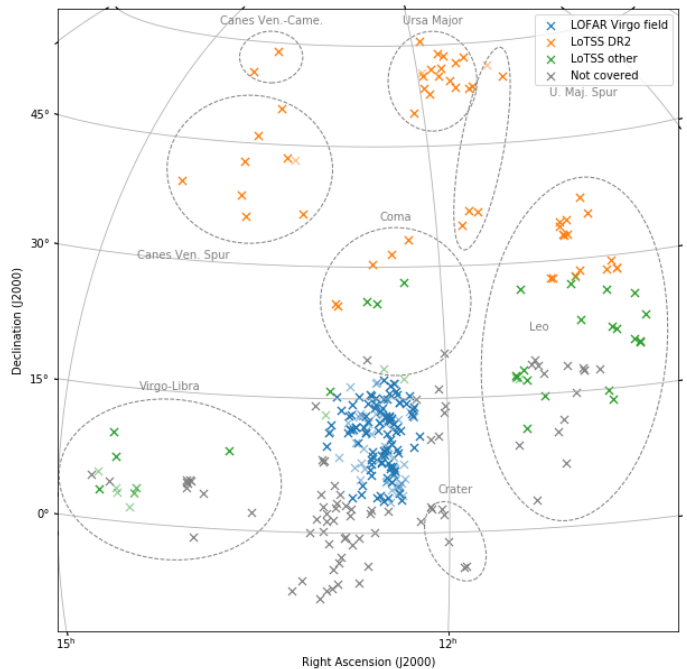 Canes Ven.-Came.
Ursa Major
LOFAR Virgo field
LoTSS DR2
LoTSS other
Not covered
U. Maj. Spur
45°
Coma
30°
Canes Ven. Spur
Declination (J2000)
Leo
15°
Virgo-Libra
Crater
0°
15ʰ
12ʰ
Right Ascension (J2000)